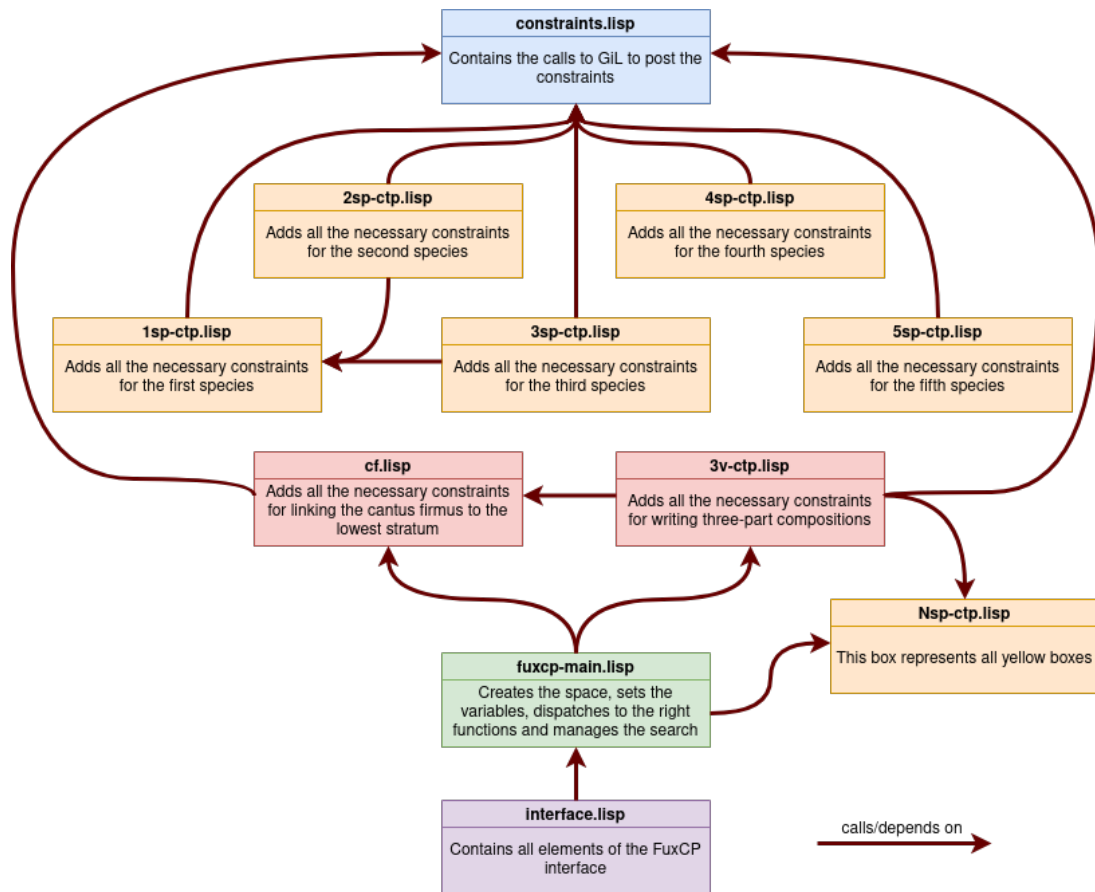 constraints.lisp
Contains the calls to GiL to post the
constraints
2sp-ctp.lisp
Adds all the necessary constraints
for the second species
4sp-ctp.lisp
Adds all the necessary constraints
for the fourth species
1sp-ctp.lisp
Adds all the necessary constraints
for the first species
3sp-ctp.lisp
Adds all the necessary constraints
for the third species
5sp-ctp.lisp
Adds all the necessary constraints
for the fifth species
cf.lisp
Adds all the necessary constraints
for linking the cantus firmus to the
lowest stratum
3v-ctp.lisp
Adds all the necessary constraints
for writing three-part compositions
Nsp-ctp.lisp
This box represents all yellow boxes
fuxcp-main.lisp
Creates the space, sets the
variables, dispatches to the right
functions and manages the search
interface.lisp
Contains all elements of the FuxCP
interface
calls/depends on